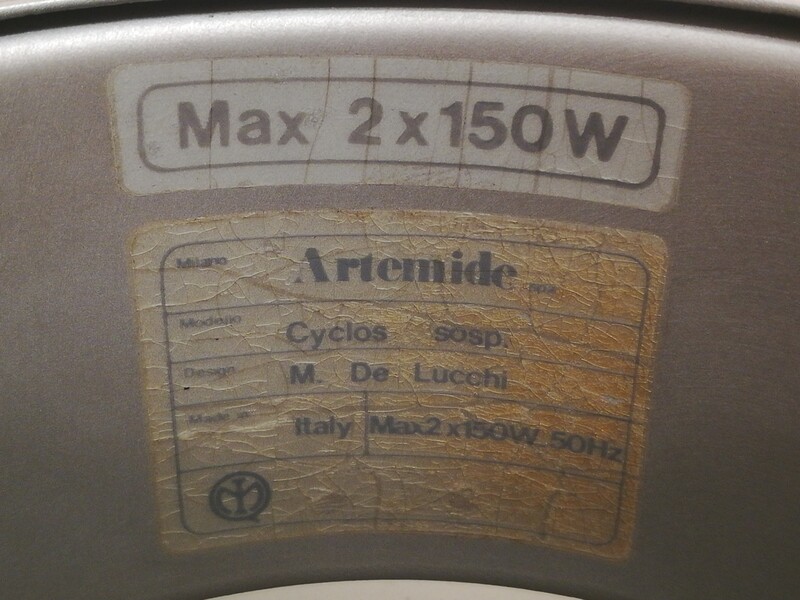 Max 2x150W
Milano Artemide spa
Modello Cyclos sosp.
Design M. De Lucchi
Made in Italy Max2x150W 50Hz